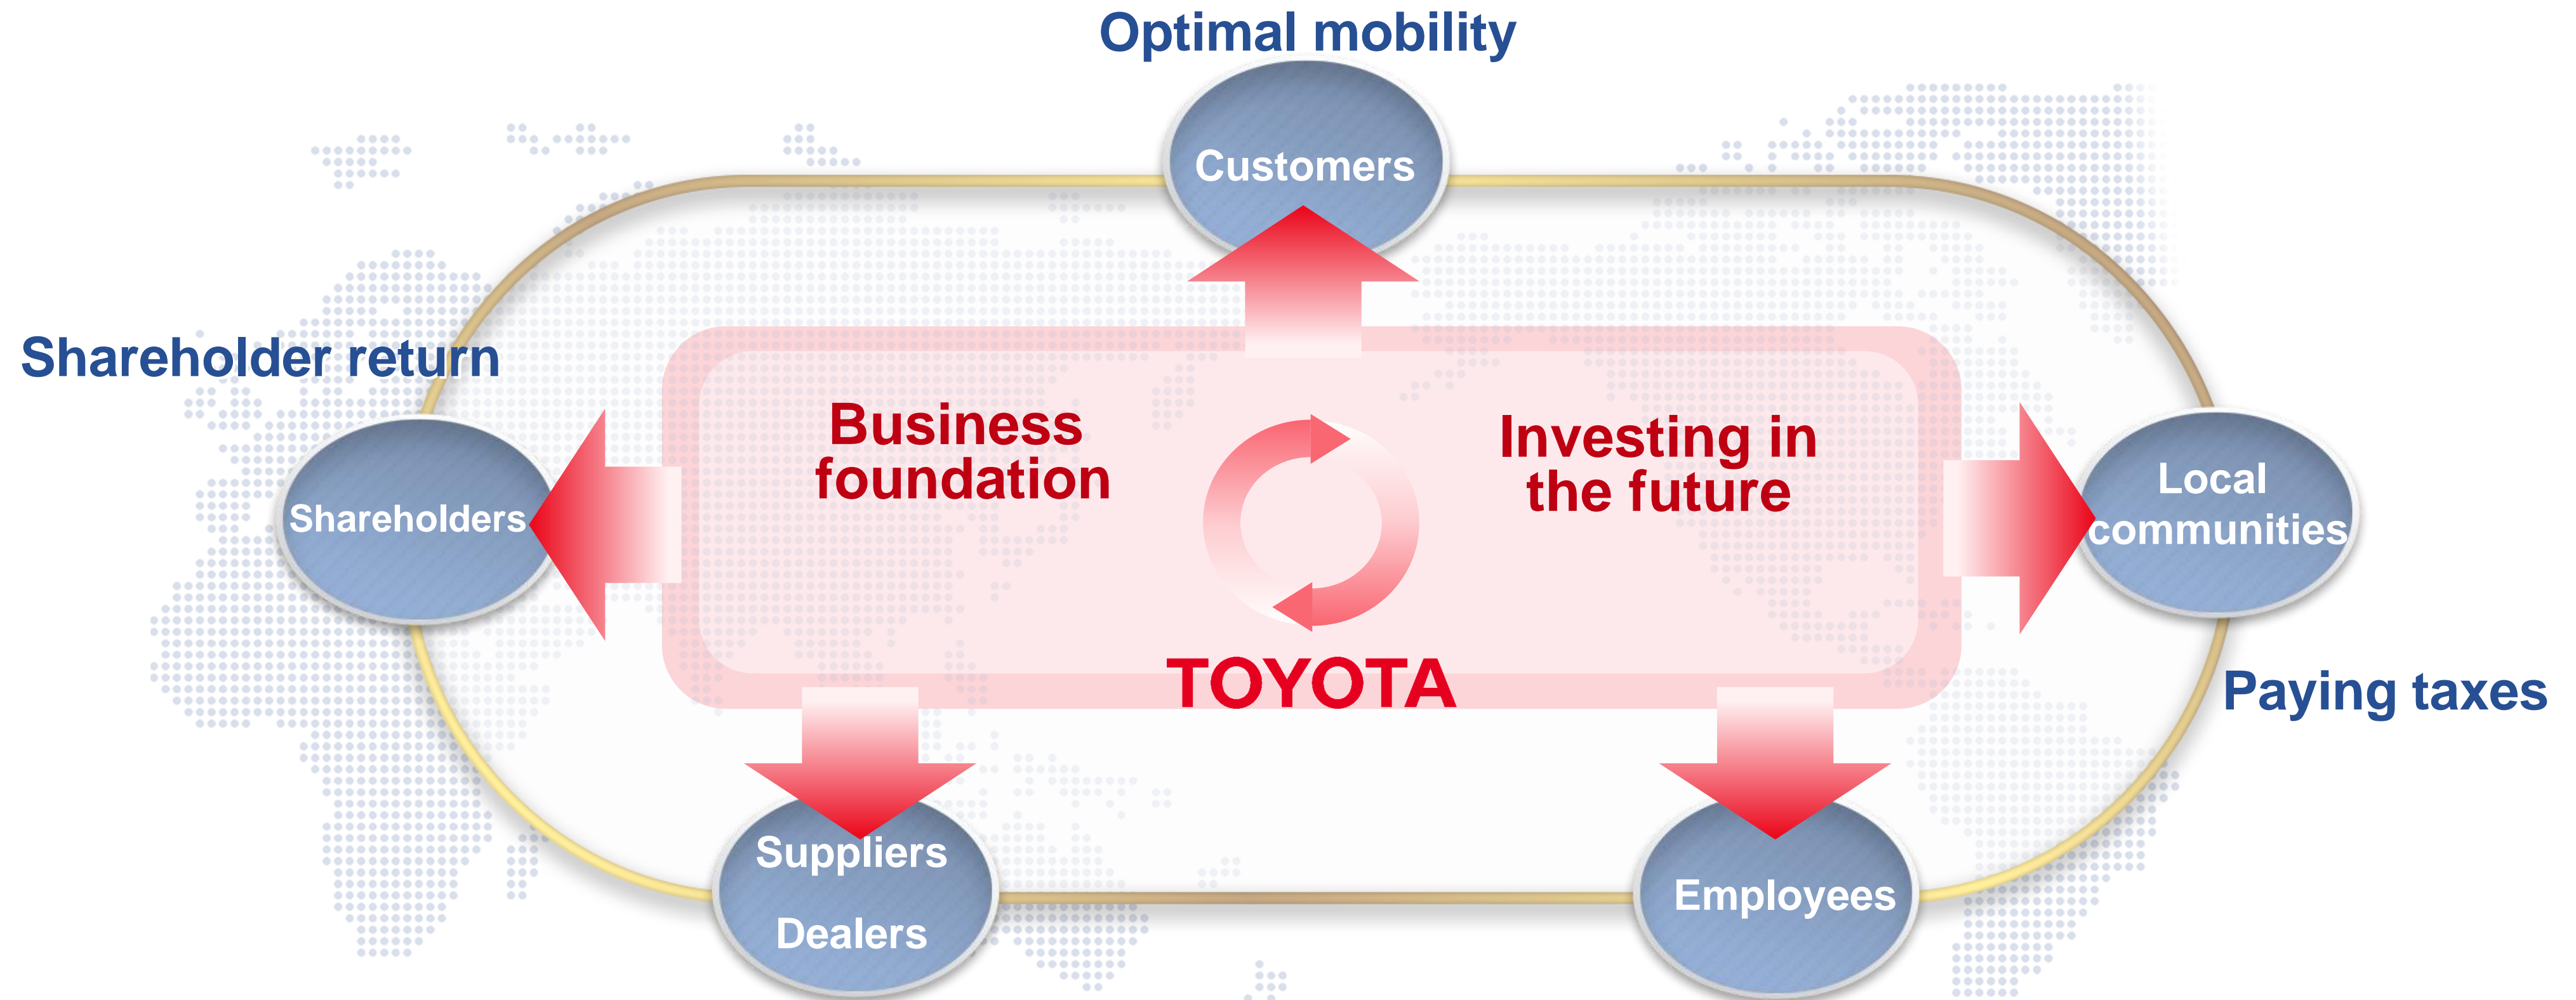 Optimal mobility
Customers
Shareholder return
Business
foundation
Investing in
the future
Shareholders
Local
communities
TOYOTA
Paying taxes
Suppliers
Dealers
Employees